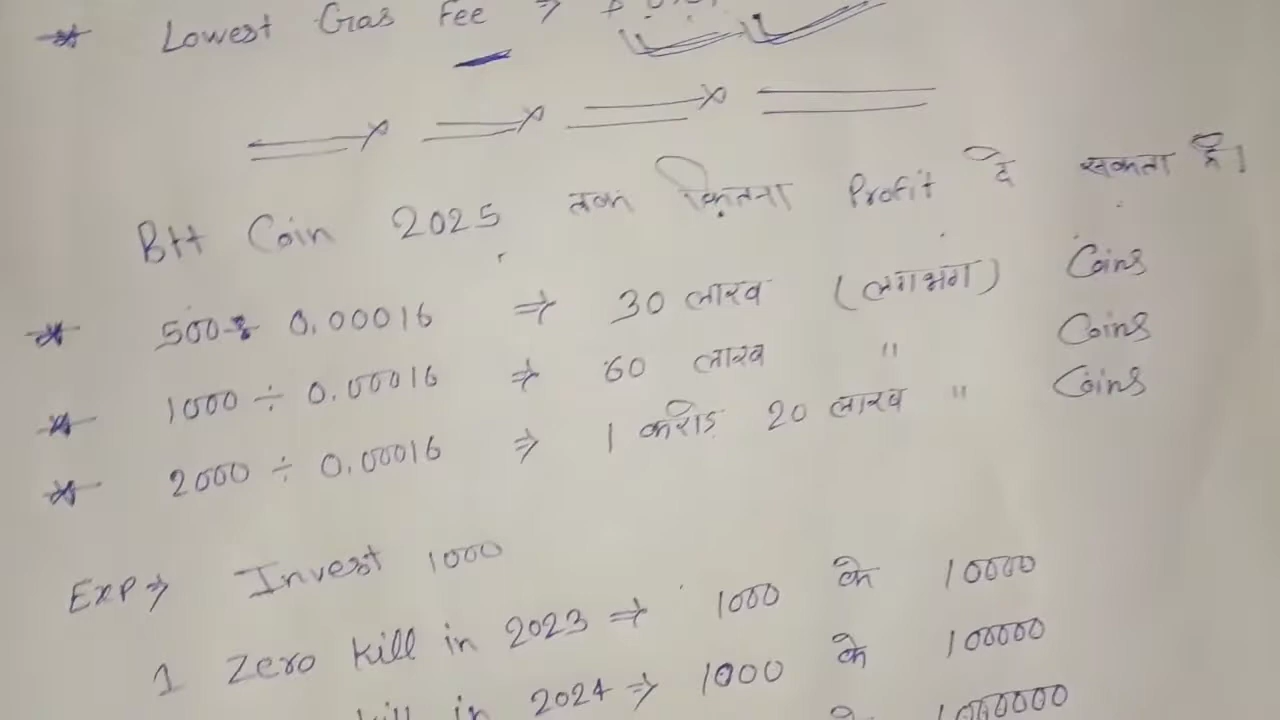 * Lowest Gas Fee ⇒
Btt Coin 2025 तक कितना Profit दे सकता है।
* 500 ÷ 0.00016 ⇒ 30 लाख (लगभग) Coins
* 1000 ÷ 0.00016 ⇒ 60 लाख " Coins
* 2000 ÷ 0.00016 ⇒ 1 करोड़ 20 लाख " Coins
Exp ⇒ Invest 1000
1 Zero kill in 2023 ⇒ 1000 के 10000
kill in 2024 ⇒ 1000 के 100000
1000000